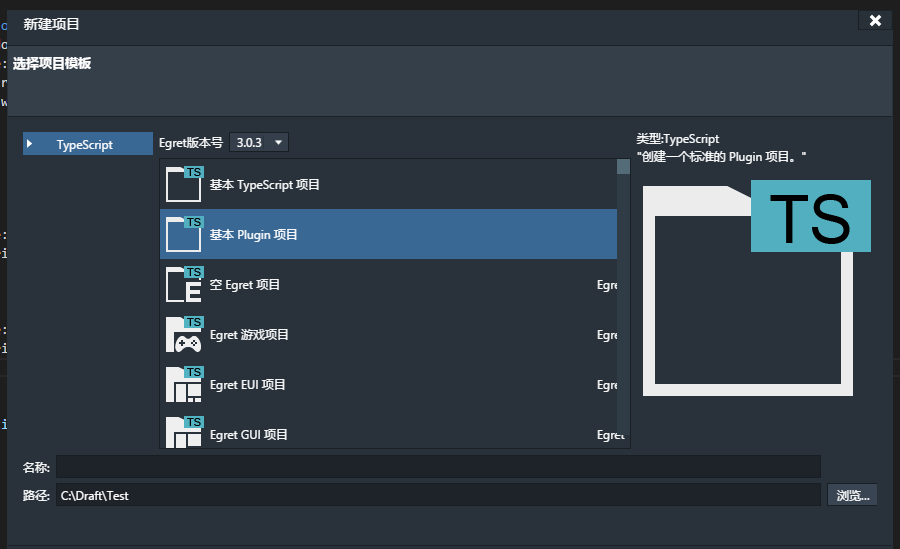 新建项目
选择项目模板
TypeScript
Egret版本号 3.0.3
类型:TypeScript
"创建一个标准的 Plugin 项目。"
TS 基本 TypeScript 项目
TS 基本 Plugin 项目
TS E 空 Egret 项目 Egre
TS Egret 游戏项目 Egre
TS Egret EUI 项目 Egre
TS Egret GUI 项目 Egret
TS
名称:
路径: C:\Draft\Test 浏览...